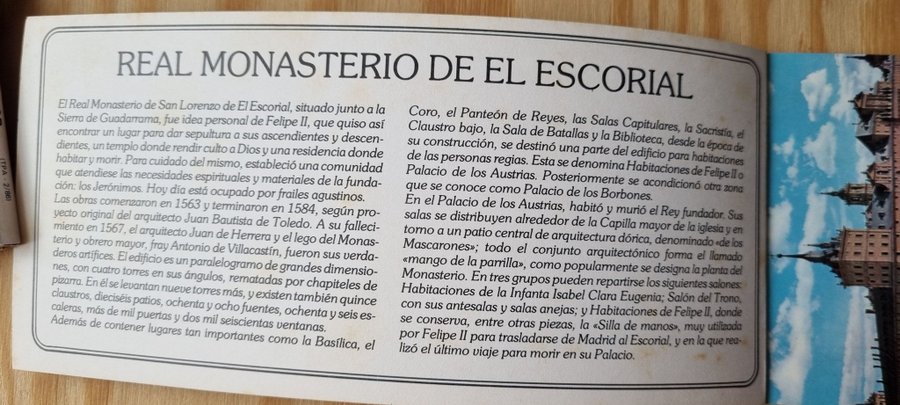 REAL MONASTERIO DE EL ESCORIAL
El Real Monasterio de San Lorenzo de El Escorial, situado junto a la
Sierra de Guadarrama, fue idea personal de Felipe II, que quiso así
encontrar un lugar para dar sepultura a sus ascendientes y descen-
dientes, un templo donde rendir culto a Dios y una residencia donde
habitar y morir. Para cuidado del mismo, estableció una comunidad
que atendiese las necesidades espirituales y materiales de la funda-
ción: los Jerónimos. Hoy día está ocupado por frailes agustinos.
Las obras comenzaron en 1563 y terminaron en 1584, según pro-
yecto original del arquitecto Juan Bautista de Toledo. A su falleci-
miento en 1567, el arquitecto Juan de Herrera y el lego del Monas-
terio y obrero mayor, fray Antonio de Villacastín, fueron sus verda-
deros artífices. El edificio es un paralelogramo de grandes dimensio-
nes, con cuatro torres en sus ángulos, rematadas por chapiteles de
pizarra. En él se levantan nueve torres más, y existen también quince
claustros, dieciséis patios, ochenta y ocho fuentes, ochenta y seis es-
caleras, más de mil puertas y dos mil seiscientas ventanas.
Además de contener lugares tan importantes como la Basílica, el
Coro, el Panteón de Reyes, las Salas Capitulares, la Sacristía, el
Claustro bajo, la Sala de Batallas y la Biblioteca, desde la época de
su construcción, se destinó una parte del edificio para habitaciones
de las personas regias. Esta se denomina Habitaciones de Felipe II o
Palacio de los Austrias. Posteriormente se acondicionó otra zona
que se conoce como Palacio de los Borbones.
En el Palacio de los Austrias, habitó y murió el Rey fundador. Sus
salas se distribuyen alrededor de la Capilla mayor de la iglesia y en
torno a un patio central de arquitectura dórica, denominado «de los
Mascarones»; todo el conjunto arquitectónico forma el llamado
«mango de la parrilla», como popularmente se designa la planta del
Monasterio. En tres grupos pueden repartirse los siguientes salones:
Habitaciones de la Infanta Isabel Clara Eugenia; Salón del Trono,
con sus antesalas y salas anejas; y Habitaciones de Felipe II, donde
se conserva, entre otras piezas, la «Silla de manos», muy utilizada
por Felipe II para trasladarse de Madrid al Escorial, y en la que rea-
lizó el último viaje para morir en su Palacio.